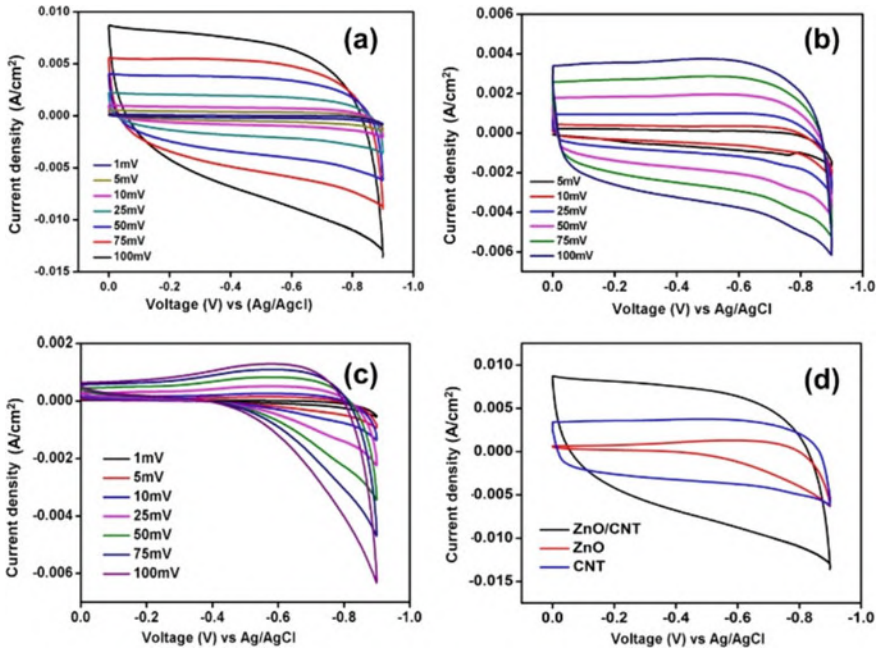 (a)
0.010
0.005
0.000
-0.005
-0.010
-0.015
Current density (A/cm²)
1mV
5mV
10mV
25mV
50mV
75mV
100mV
0.0 -0.2 -0.4 -0.6 -0.8 -1.0
Voltage (V) vs (Ag/Agcl)
(b)
0.006
0.004
0.002
0.000
-0.002
-0.004
-0.006
Current density (A/cm²)
5mV
10mV
25mV
50mV
75mV
100mV
0.0 -0.2 -0.4 -0.6 -0.8 -1.0
Voltage (V) vs Ag/AgCl
(c)
0.002
0.000
-0.002
-0.004
-0.006
Current density (A/cm²)
1mV
5mV
10mV
25mV
50mV
75mV
100mV
0.0 -0.2 -0.4 -0.6 -0.8 -1.0
Voltage (V) vs Ag/AgCl
(d)
0.010
0.005
0.000
-0.005
-0.010
-0.015
Current density (A/cm²)
ZnO/CNT
ZnO
CNT
0.0 -0.2 -0.4 -0.6 -0.8 -1.0
Voltage (V) vs Ag/AgCl